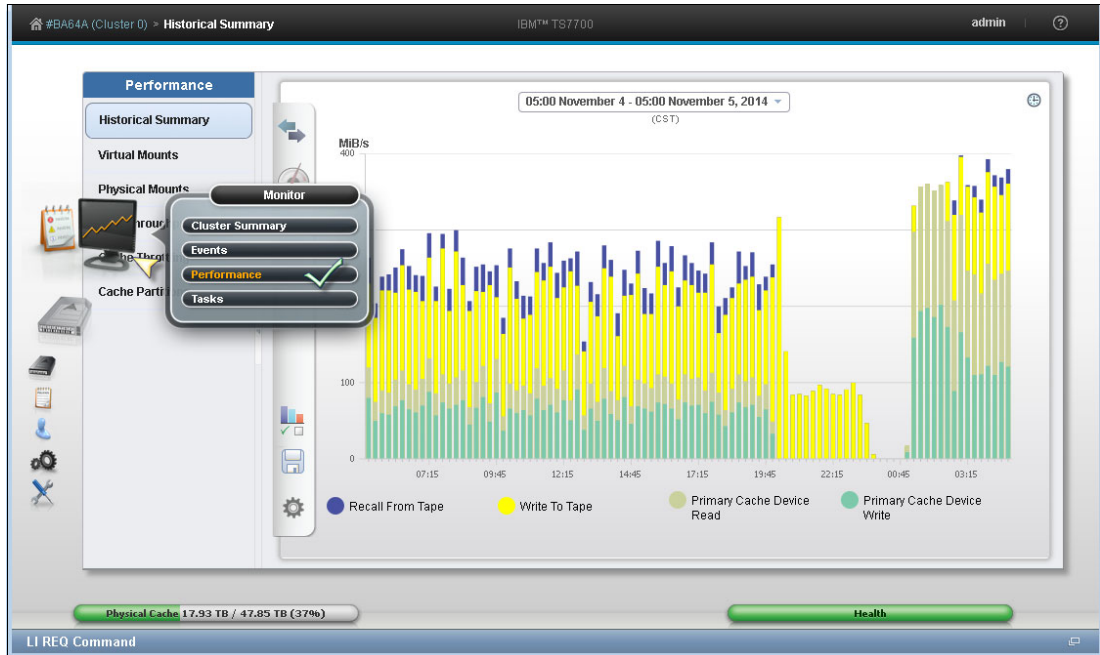 #BA64A (Cluster 0) > Historical Summary
IBM™ TS7700
admin
?
Performance
Historical Summary
Virtual Mounts
Physical Mounts
Cache Parti
Monitor
Cluster Summary
Events
Performance
Tasks
05:00 November 4 - 05:00 November 5, 2014
(CST)
MiB/s
400
100
0
07:15 09:45 12:15 14:45 17:15 19:45 22:15 00:45 03:15
Recall From Tape
Write To Tape
Primary Cache Device
Read
Primary Cache Device
Write
Physical Cache 17.93 TB / 47.85 TB (37%)
Health
LI REQ Command